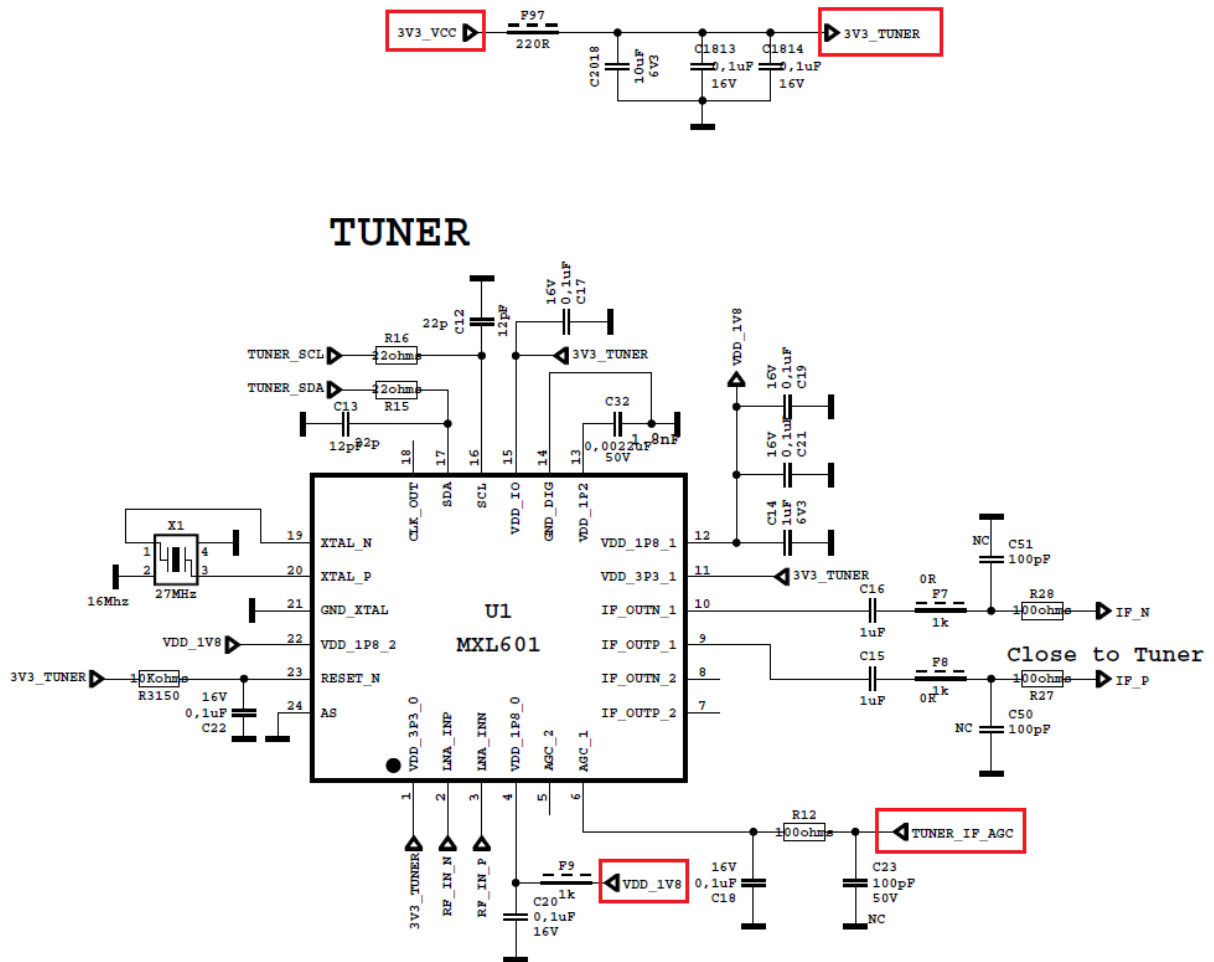 3V3_VCC
F97
220R
3V3_TUNER
C2018
10uF
6V3
C1813
0,1uF
16V
C1814
0,1uF
16V
TUNER
16V
0,1uF
C17
22p
C12
12pF
R16
TUNER_SCL
22ohms
3V3_TUNER
TUNER_SDA
22ohms
R15
C13
12pF
22p
C32
1,8nF
0,0022uF
50V
VDD_1V8
16V
0,1uF
C19
16V
0,1uF
C21
C14
1uF
6V3
18
17
16
15
14
13
CLK_OUT
SDA
SCL
VDD_IO
GND_DIG
VDD_1P2
X1
1
4
2
3
16Mhz
27MHz
19
XTAL_N
20
XTAL_P
21
GND_XTAL
VDD_1V8
22
VDD_1P8_2
3V3_TUNER
10Kohms
R3150
23
RESET_N
16V
0,1uF
C22
24
AS
U1
MXL601
VDD_1P8_1
12
VDD_3P3_1
11
3V3_TUNER
IF_OUTN_1
10
IF_OUTP_1
9
IF_OUTN_2
8
IF_OUTP_2
7
C16
1uF
0R
F7
1k
NC
C51
100pF
R28
100ohms
IF_N
Close to Tuner
C15
1uF
F8
1k
0R
100ohms
R27
IF_P
NC
C50
100pF
VDD_3P3_0
LNA_INP
LNA_INN
VDD_1P8_0
AGC_2
AGC_1
1
2
3
4
5
6
3V3_TUNER
RF_IN_N
RF_IN_P
F9
1k
VDD_1V8
C20
0,1uF
16V
R12
100ohms
TUNER_IF_AGC
16V
0,1uF
C18
C23
100pF
50V
NC